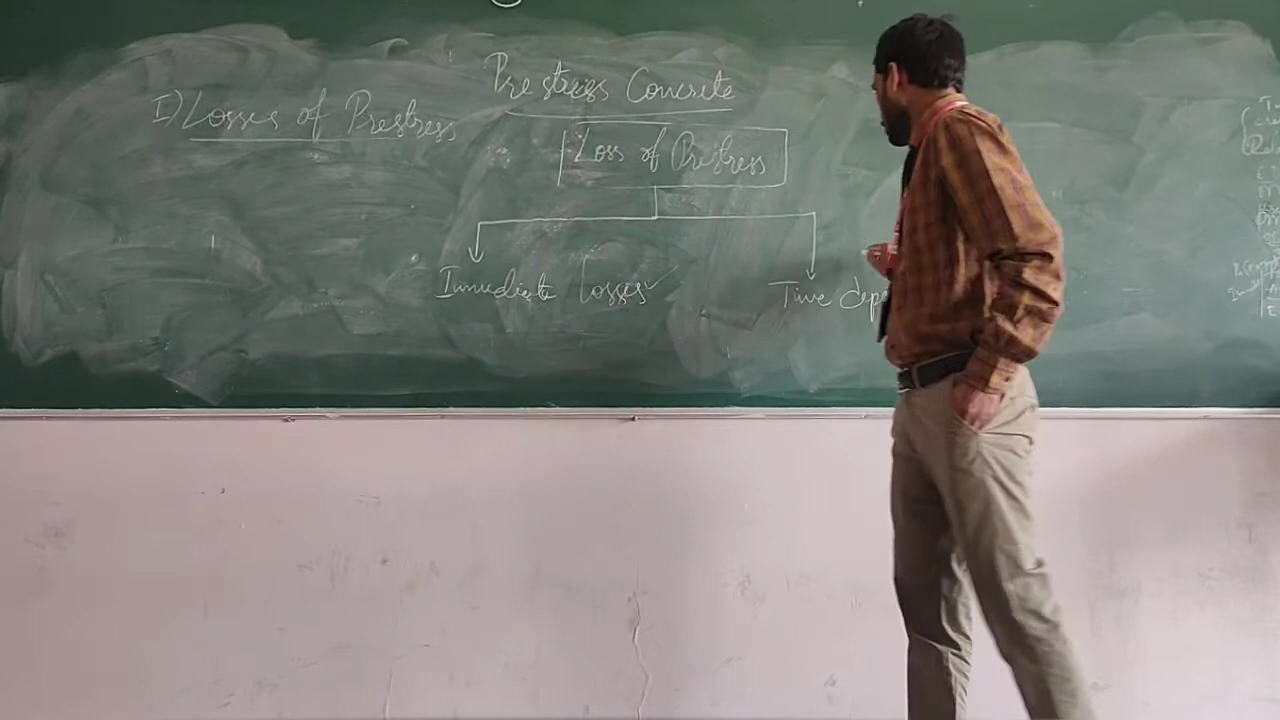 Prestress Concrete
I) Losses of Prestress
Loss of Prestress
Immediate losses
Time dep